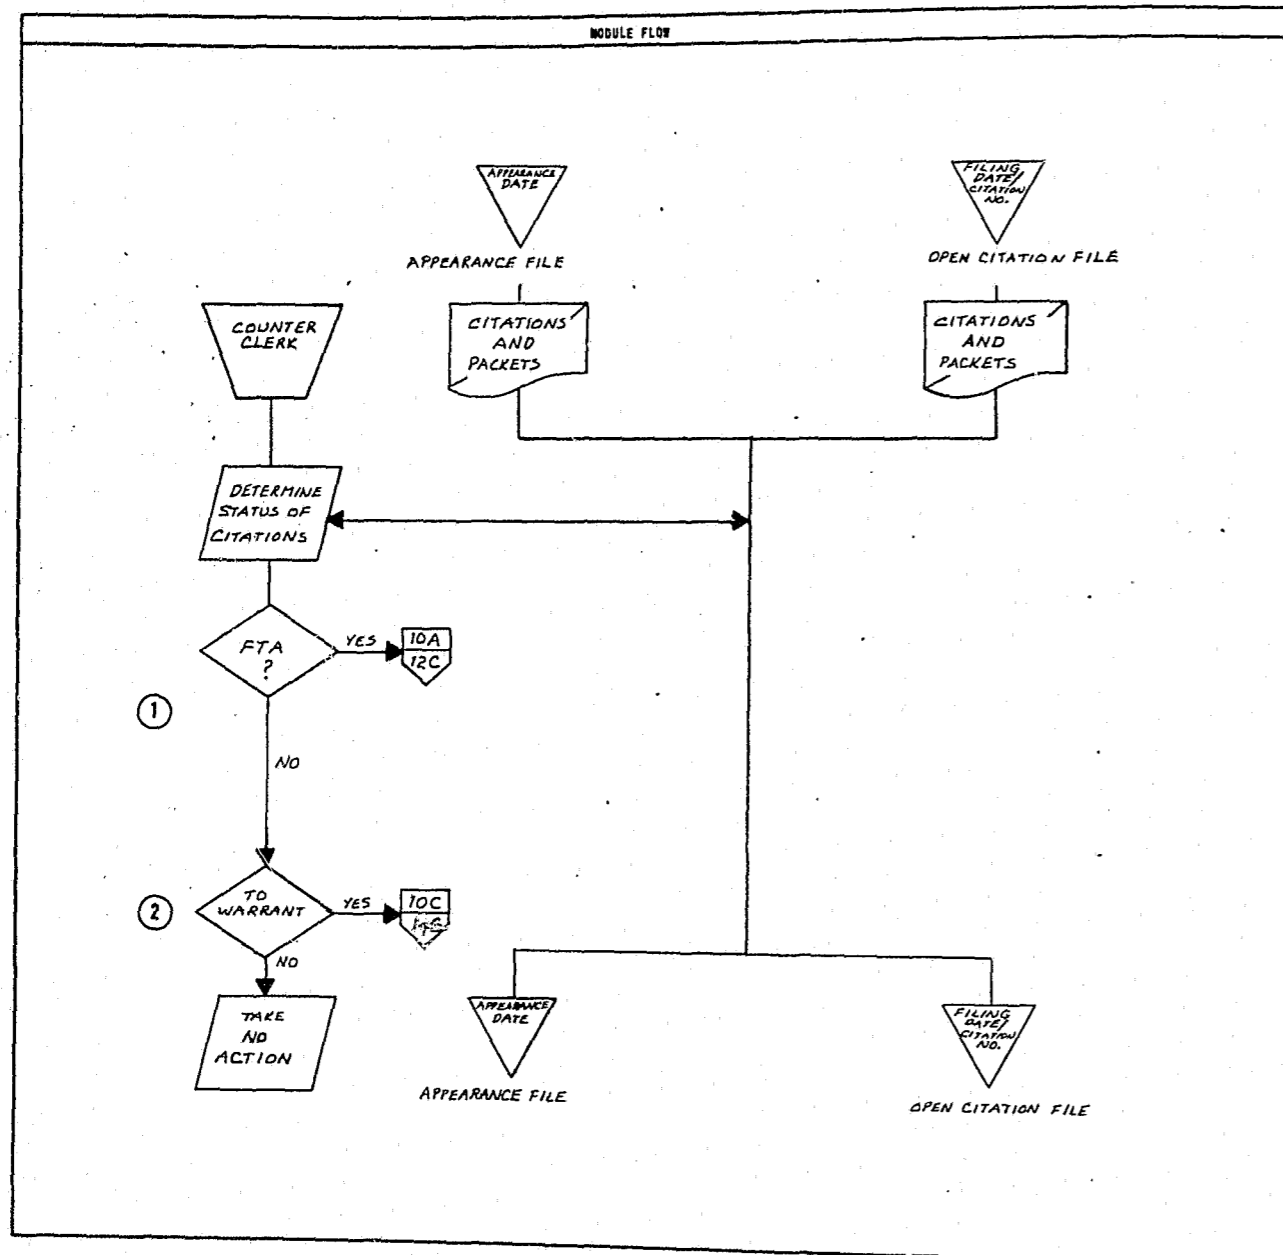 MODULE FLOW
APPEARANCE
DATE
APPEARANCE FILE
FILING
DATE/
CITATION
NO.
OPEN CITATION FILE
COUNTER
CLERK
CITATIONS
AND
PACKETS
CITATIONS
AND
PACKETS
DETERMINE
STATUS OF
CITATIONS
FTA
?
YES
10A
12C
1
NO
2
TO
WARRANT
YES
10C
NO
TAKE
NO
ACTION
APPEARANCE
DATE
APPEARANCE FILE
FILING
DATE/
CITATION
NO.
OPEN CITATION FILE